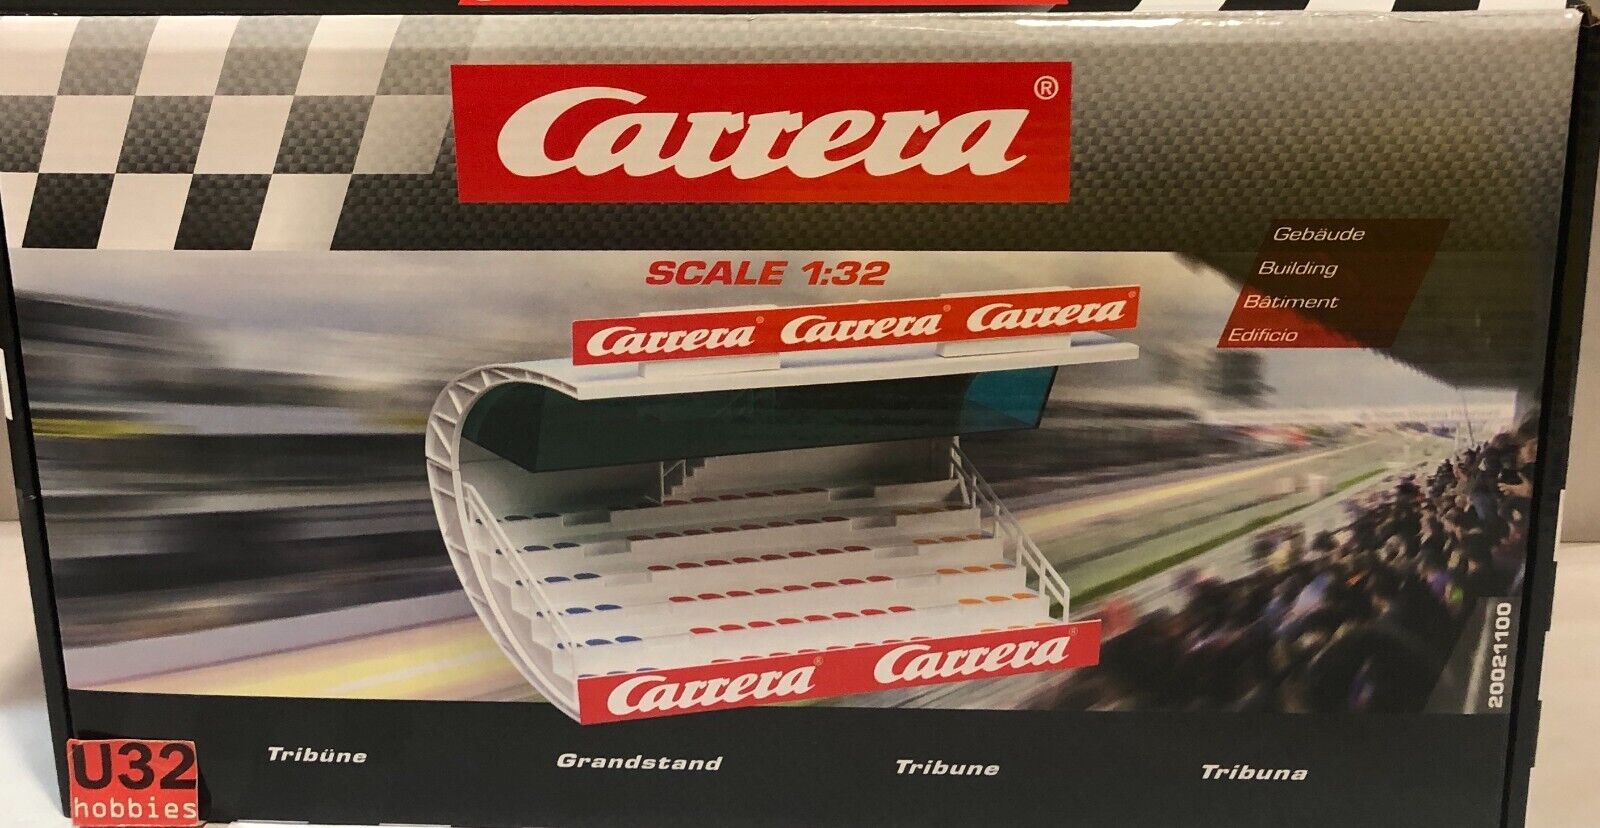 Carrera®
SCALE 1:32
Gebäude
Building
Bâtiment
Edificio
Carrera® Carrera® Carrera®
Carrera® Carrera®
20021100
Tribüne Grandstand Tribune Tribuna
U32
hobbies